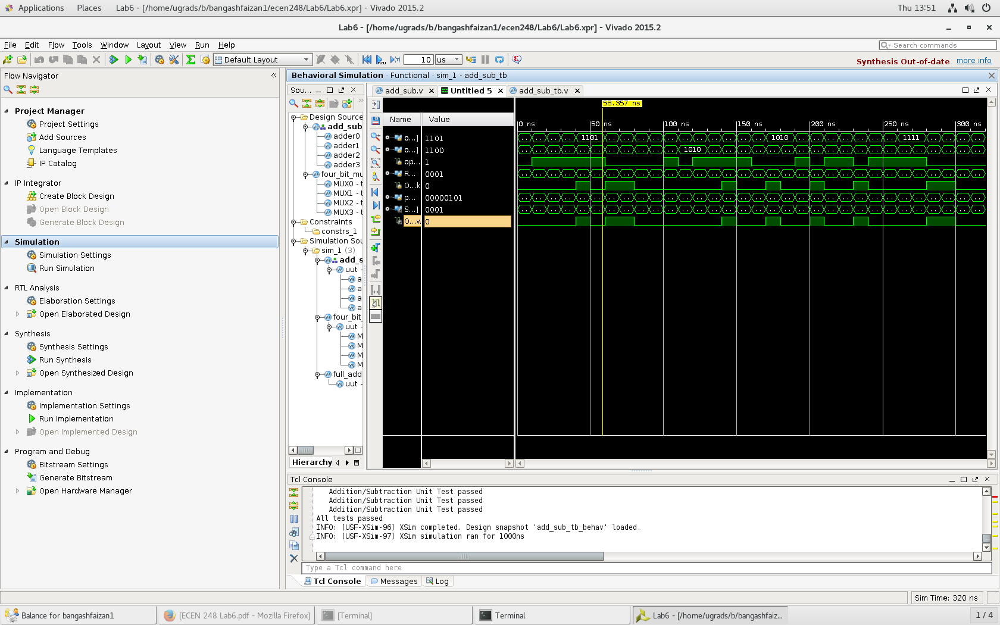 Applications Places Lab6 - [/home/ugrads/b/bangashfaizan1/ecen248/Lab6/Lab6.xpr] - Vivado 2015.2 Thu 13:51
Lab6 - [/home/ugrads/b/bangashfaizan1/ecen248/Lab6/Lab6.xpr] - Vivado 2015.2
File Edit Flow Tools Window Layout View Run Help Search commands
Default Layout 10 us Synthesis Out-of-date more info
Flow Navigator
Project Manager
Project Settings
Add Sources
Language Templates
IP Catalog
IP Integrator
Create Block Design
Open Block Design
Generate Block Design
Simulation
Simulation Settings
Run Simulation
RTL Analysis
Elaboration Settings
Open Elaborated Design
Synthesis
Synthesis Settings
Run Synthesis
Open Synthesized Design
Implementation
Implementation Settings
Run Implementation
Open Implemented Design
Program and Debug
Bitstream Settings
Generate Bitstream
Open Hardware Manager
Behavioral Simulation - Functional - sim_1 - add_sub_tb
Sou...
Design Source
add_sub
adder0
adder1
adder2
adder3
four_bit_mu
MUX0 - t
MUX1 - t
MUX2 - t
MUX3 - t
Constraints
constrs_1
Simulation Sou
sim_1 (3)
add_s
uut -
a
a
a
a
four_bit_
uut -
M
M
M
M
full_add
uut -
Hierarchy
add_sub.v Untitled 5 add_sub_tb.v
58.357 ns
Name Value
0 ns 50 ns 100 ns 150 ns 200 ns 250 ns 300 ns
o...] 1101 1101 1010 1111
o...] 1100 1010
op... 1
R... 0001
O...k 0
p... 00000101
S...] 0001
O...w 0
Tcl Console
Addition/Subtraction Unit Test passed
Addition/Subtraction Unit Test passed
Addition/Subtraction Unit Test passed
All tests passed
INFO: [USF-XSim-96] XSim completed. Design snapshot 'add_sub_tb_behav' loaded.
INFO: [USF-XSim-97] XSim simulation ran for 1000ns
Type a Tcl command here
Tcl Console Messages Log
Sim Time: 320 ns
Balance for bangashfaizan1 [ECEN 248 Lab6.pdf - Mozilla Firefox] [Terminal] Terminal Lab6 - [/home/ugrads/b/bangashfaiz... 1 / 4